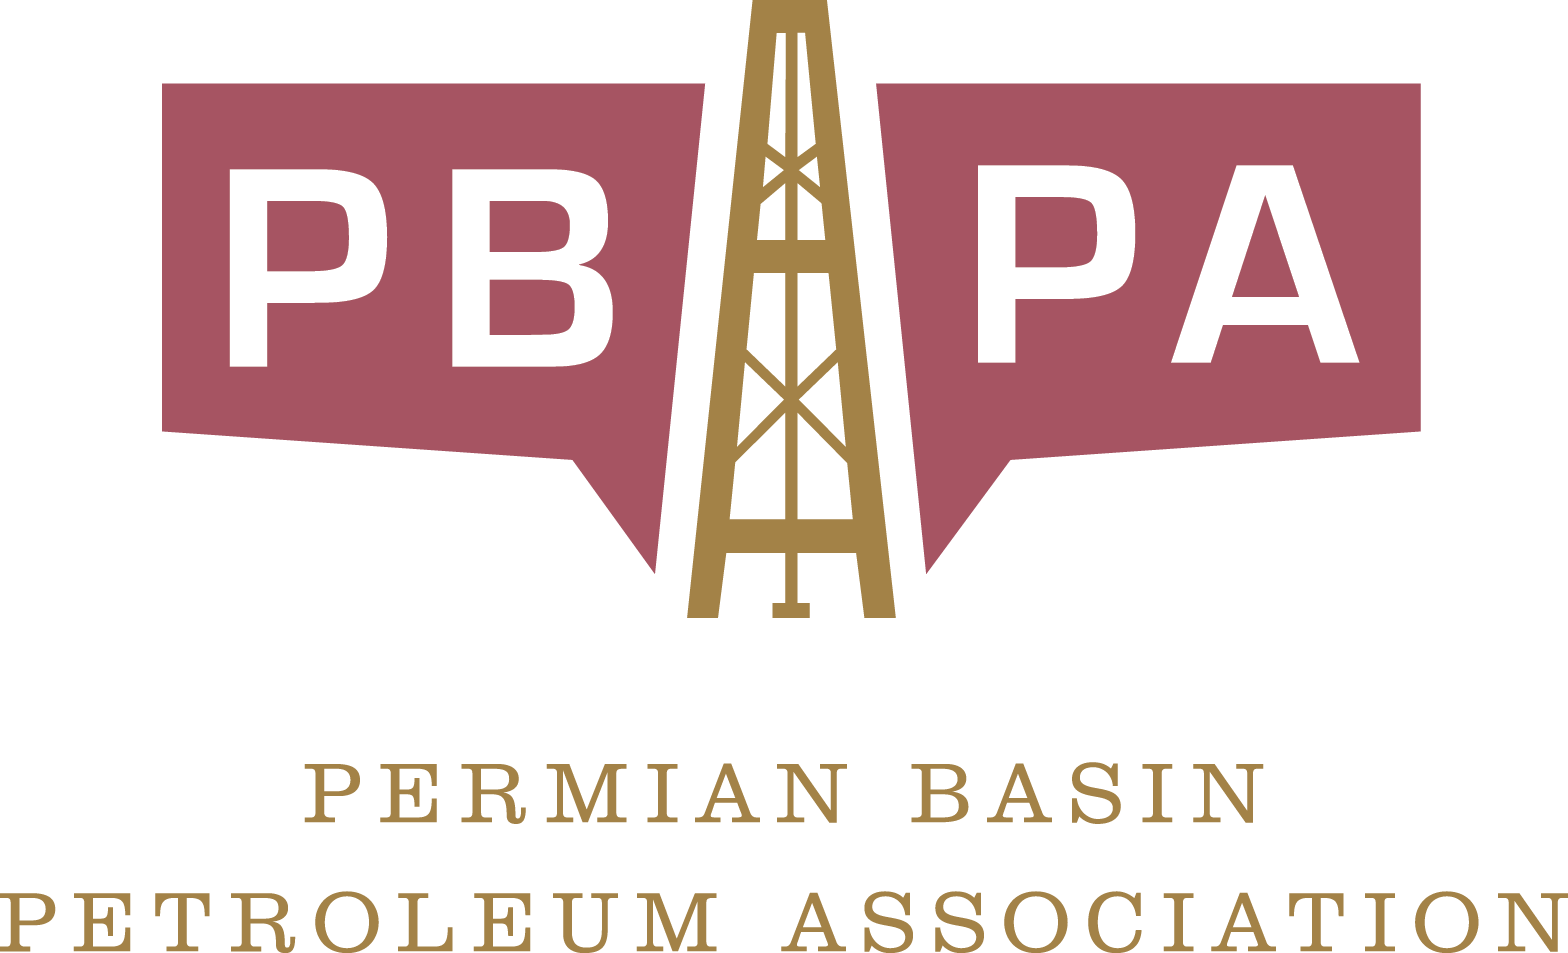 PB PA
PERMIAN BASIN
PETROLEUM ASSOCIATION